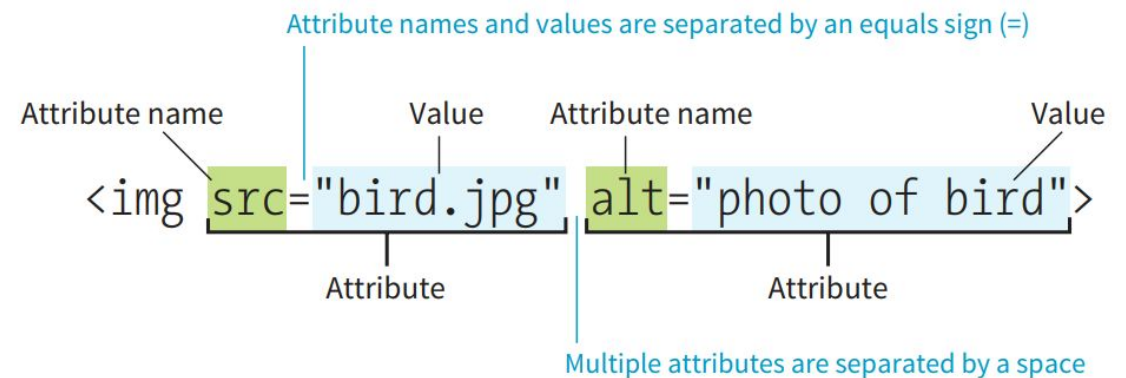 Attribute names and values are separated by an equals sign (=)
Attribute name Value Attribute name Value
<img src="bird.jpg" alt="photo of bird">
Attribute Attribute
Multiple attributes are separated by a space